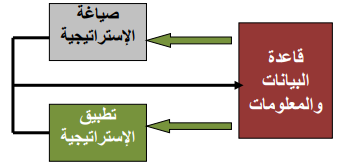 صياغة
الإستراتيجية
قاعدة
البيانات
والمعلومات
تطبيق
الإستراتيجية